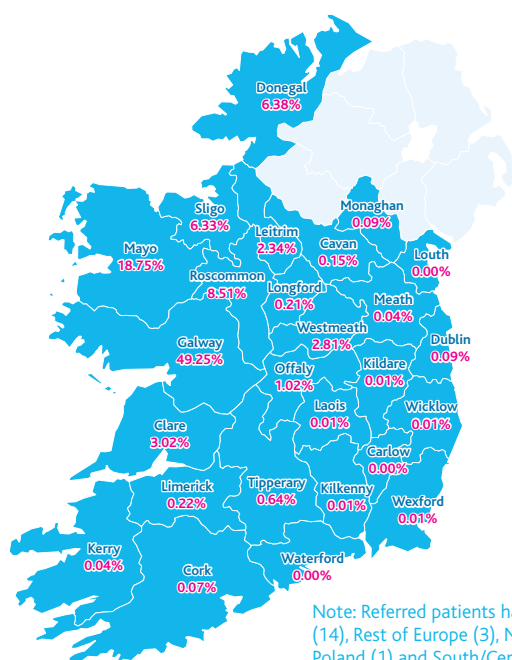 Donegal
6.38%
Monaghan
0.09%
Sligo
6.33%
Leitrim
2.34%
Cavan
0.15%
Louth
0.00%
Mayo
18.75%
Roscommon
8.51%
Longford
0.21%
Meath
0.04%
Westmeath
2.81%
Dublin
0.09%
Galway
49.25%
Offaly
1.02%
Kildare
0.01%
Laois
0.01%
Wicklow
0.01%
Clare
3.02%
Carlow
0.00%
Limerick
0.22%
Tipperary
0.64%
Kilkenny
0.01%
Wexford
0.01%
Kerry
0.04%
Cork
0.07%
Waterford
0.00%
Note: Referred patients ha
(14), Rest of Europe (3), N
Poland (1) and South/Cen